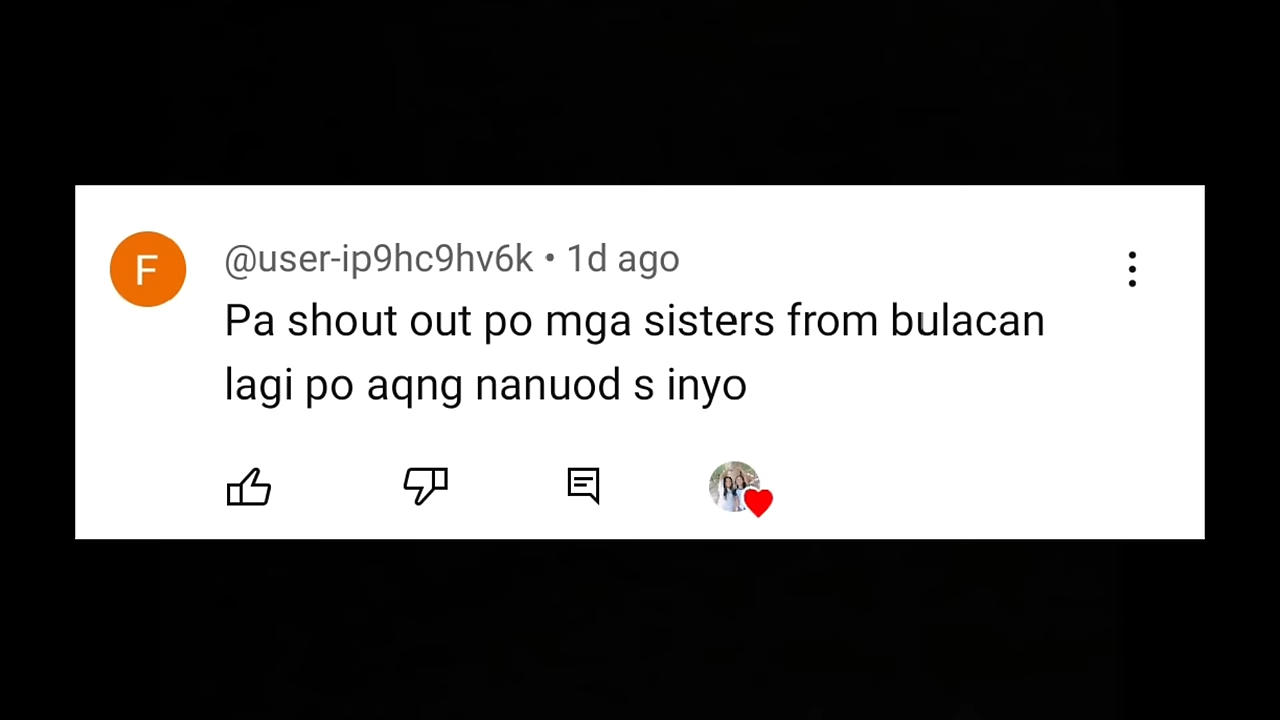 F
@user-ip9hc9hv6k • 1d ago
Pa shout out po mga sisters from bulacan
lagi po aqng nanuod s inyo